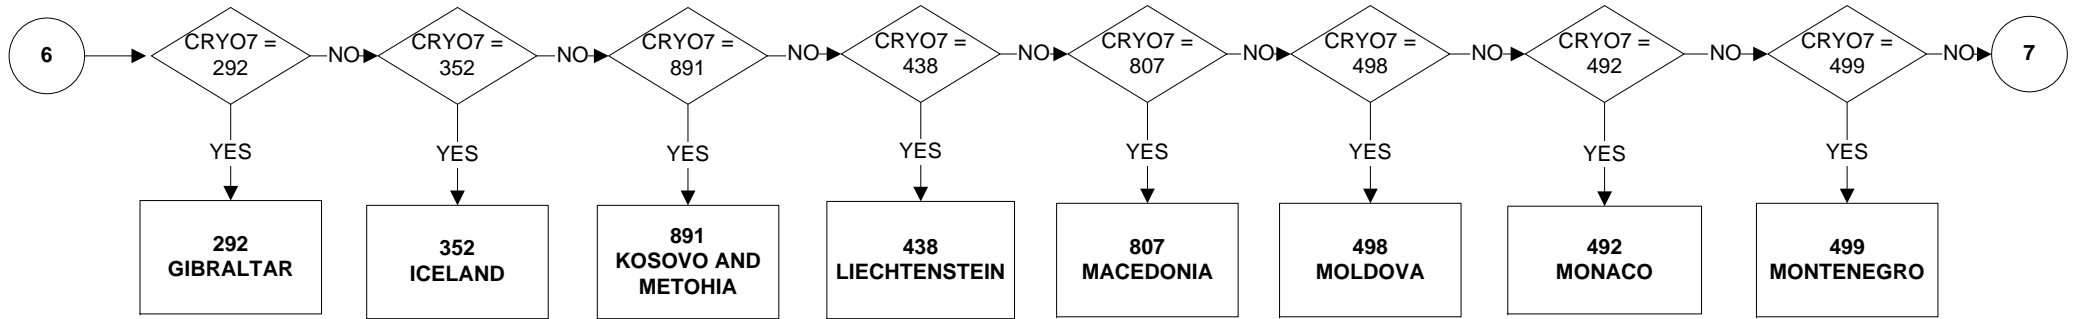 6
CRYO7 =
292
NO
CRYO7 =
352
NO
CRYO7 =
891
NO
CRYO7 =
438
NO
CRYO7 =
807
NO
CRYO7 =
498
NO
CRYO7 =
492
NO
CRYO7 =
499
NO
7
YES
YES
YES
YES
YES
YES
YES
YES
292
GIBRALTAR
352
ICELAND
891
KOSOVO AND
METOHIA
438
LIECHTENSTEIN
807
MACEDONIA
498
MOLDOVA
492
MONACO
499
MONTENEGRO